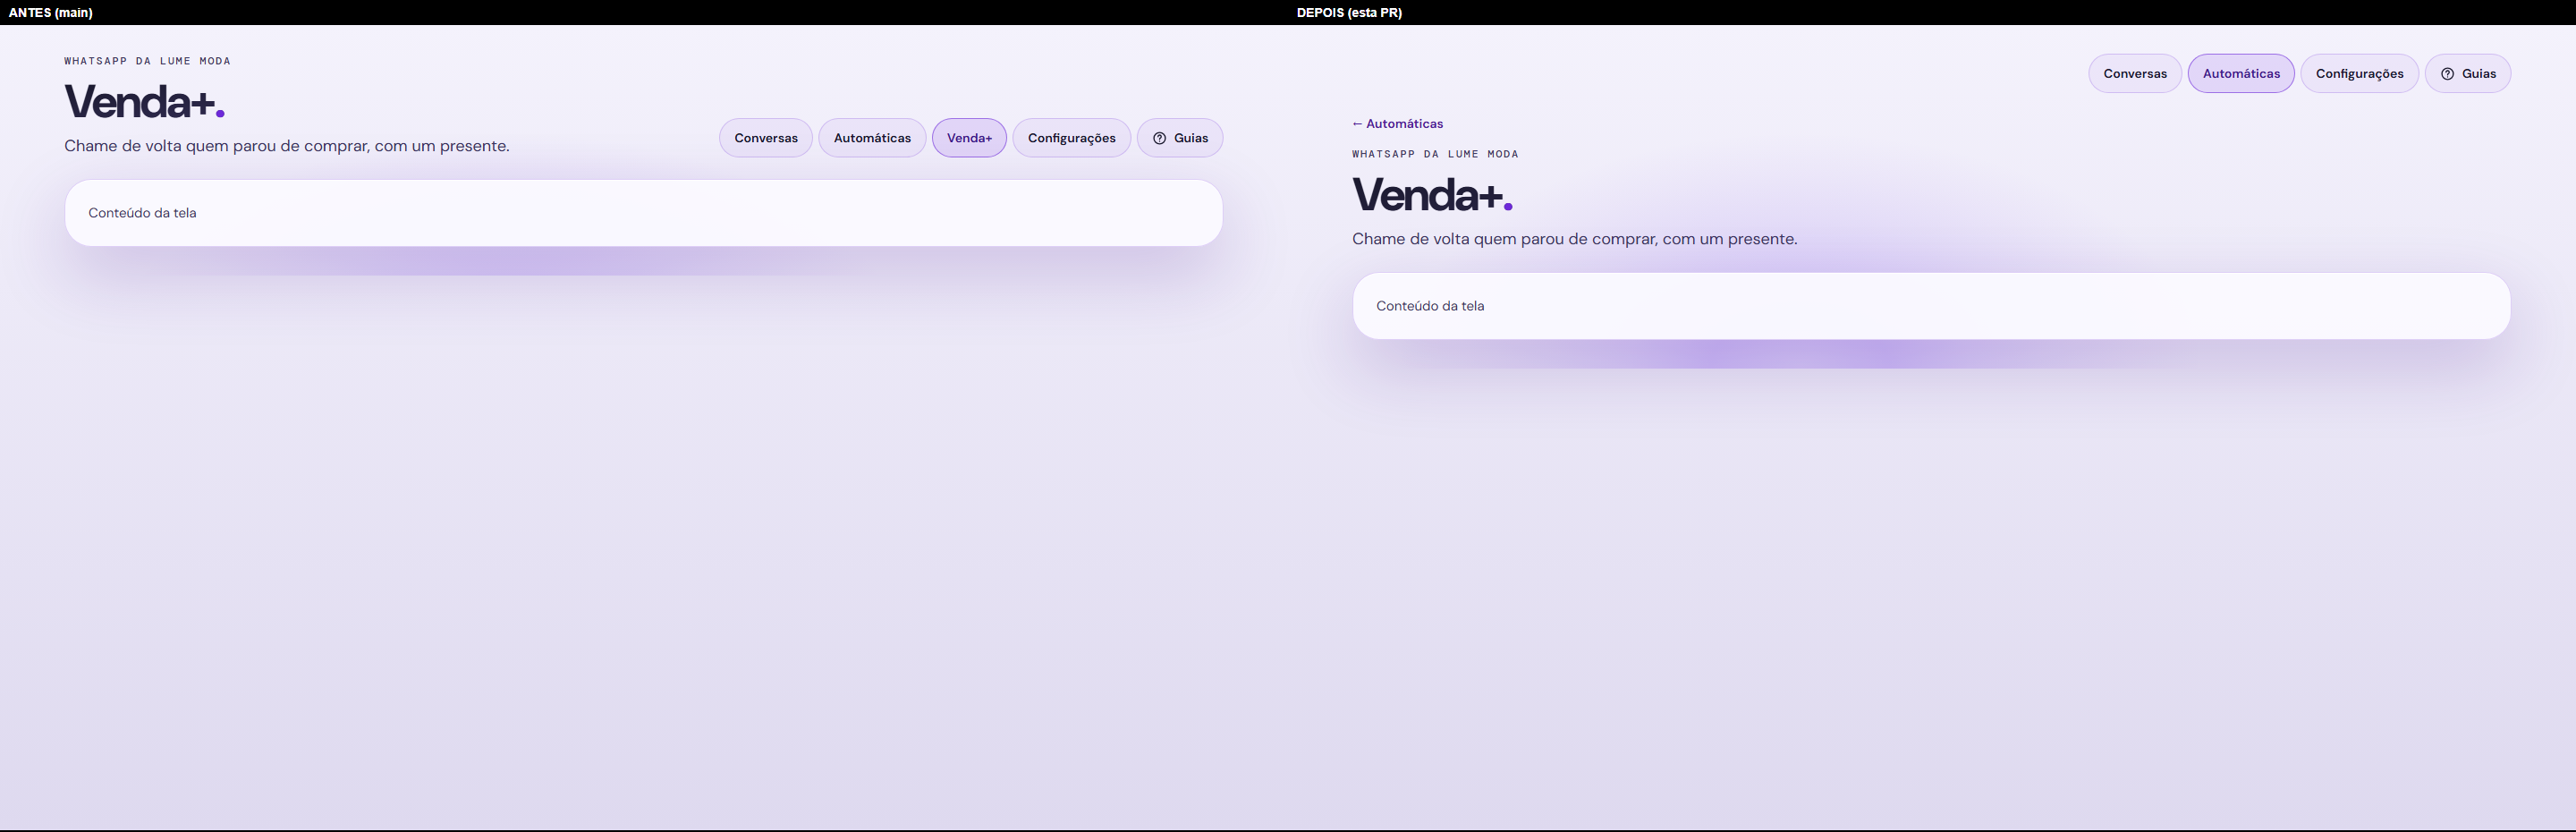 ANTES (main)
WHATSAPP DA LUME MODA
Venda+.
Chame de volta quem parou de comprar, com um presente.
Conversas
Automáticas
Venda+
Configurações
Guias
Conteúdo da tela
DEPOIS (esta PR)
Conversas
Automáticas
Configurações
Guias
← Automáticas
WHATSAPP DA LUME MODA
Venda+.
Chame de volta quem parou de comprar, com um presente.
Conteúdo da tela